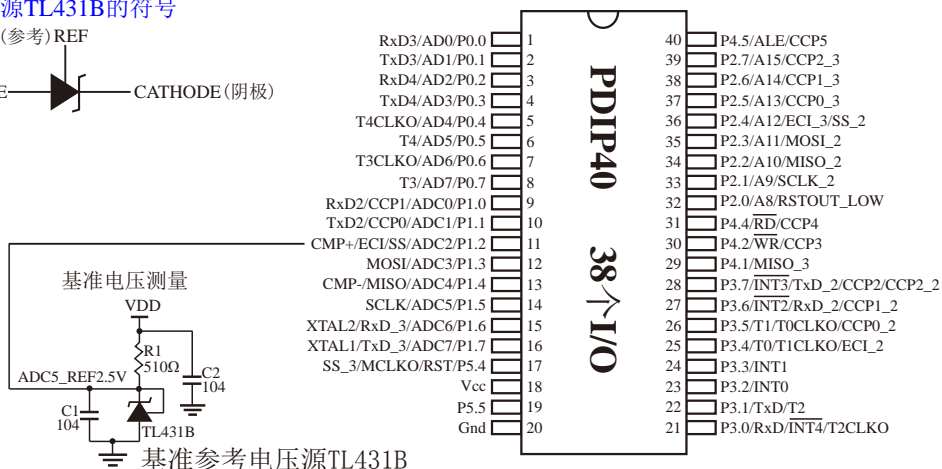 源TL431B的符号
(参考)REF
E
CATHODE(阴极)
PDIP40
38个I/O
RxD3/AD0/P0.0 1
TxD3/AD1/P0.1 2
RxD4/AD2/P0.2 3
TxD4/AD3/P0.3 4
T4CLKO/AD4/P0.4 5
T4/AD5/P0.5 6
T3CLKO/AD6/P0.6 7
T3/AD7/P0.7 8
RxD2/CCP1/ADC0/P1.0 9
TxD2/CCP0/ADC1/P1.1 10
CMP+/ECI/SS/ADC2/P1.2 11
MOSI/ADC3/P1.3 12
CMP-/MISO/ADC4/P1.4 13
SCLK/ADC5/P1.5 14
XTAL2/RxD_3/ADC6/P1.6 15
XTAL1/TxD_3/ADC7/P1.7 16
SS_3/MCLKO/RST/P5.4 17
Vcc 18
P5.5 19
Gnd 20
40 P4.5/ALE/CCP5
39 P2.7/A15/CCP2_3
38 P2.6/A14/CCP1_3
37 P2.5/A13/CCP0_3
36 P2.4/A12/ECI_3/SS_2
35 P2.3/A11/MOSI_2
34 P2.2/A10/MISO_2
33 P2.1/A9/SCLK_2
32 P2.0/A8/RSTOUT_LOW
31 P4.4/RD/CCP4
30 P4.2/WR/CCP3
29 P4.1/MISO_3
28 P3.7/INT3/TxD_2/CCP2/CCP2_2
27 P3.6/INT2/RxD_2/CCP1_2
26 P3.5/T1/T0CLKO/CCP0_2
25 P3.4/T0/T1CLKO/ECI_2
24 P3.3/INT1
23 P3.2/INT0
22 P3.1/TxD/T2
21 P3.0/RxD/INT4/T2CLKO
基准电压测量
VDD
R1
510Ω
C2
104
ADC5_REF2.5V
C1
104
TL431B
基准参考电压源TL431B